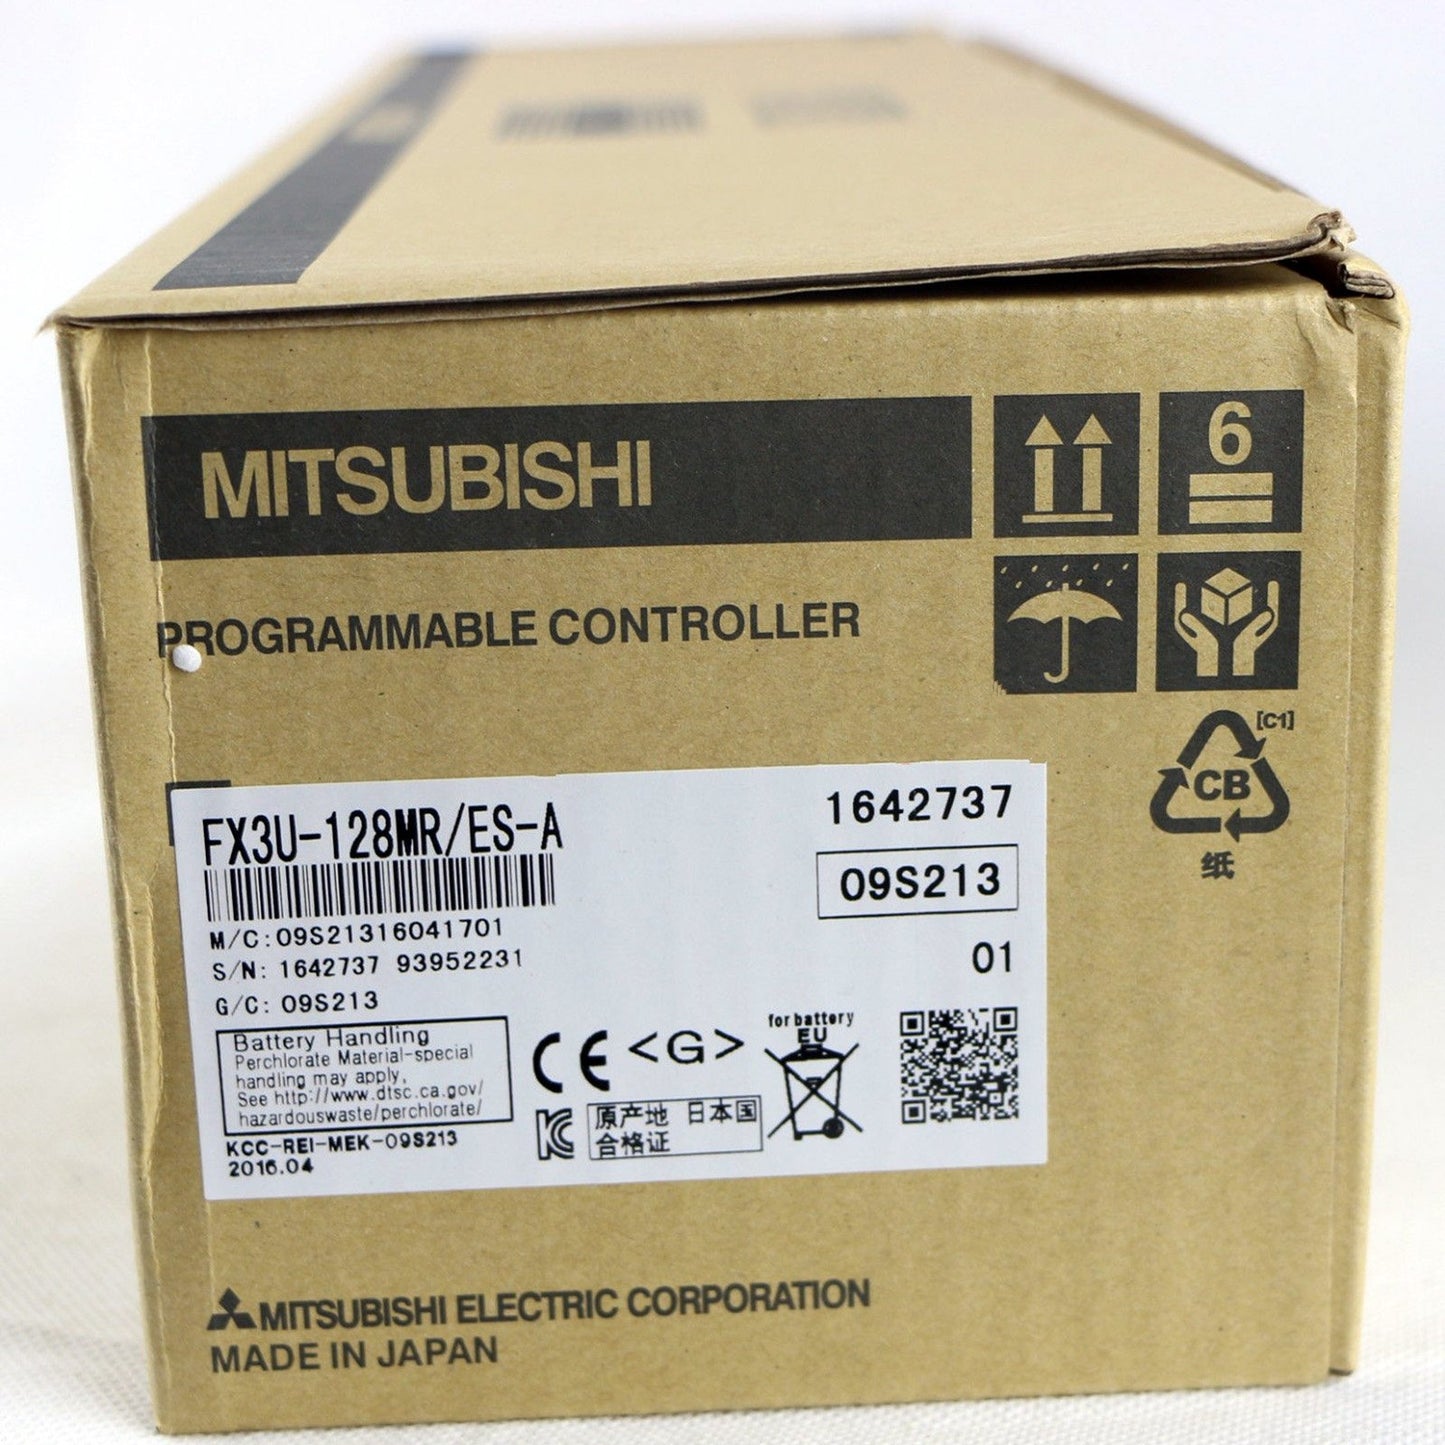 MITSUBISHI
6
PROGRAMMABLE CONTROLLER
[C1]
CB
纸
FX3U-128MR/ES-A
1642737
09S213
M/C:09S21316041701
S/N: 1642737 93952231
01
G/C: 09S213
Battery Handling
Perchlorate Material-special
handling may apply.
See http://www.dtsc.ca.gov/
hazardouswaste/perchlorate/
KCC-REI-MEK-09S213
2016.04
CE <G>
for battery
EU
原产地 日本国
合格证
MITSUBISHI ELECTRIC CORPORATION
MADE IN JAPAN